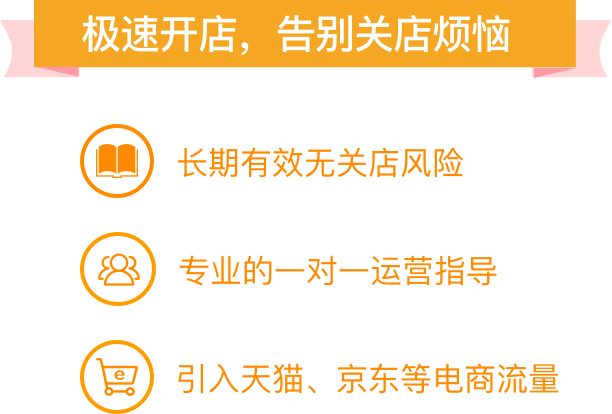 极速开店，告别关店烦恼
长期有效无关店风险
专业的一对一运营指导
e
引入天猫、京东等电商流量